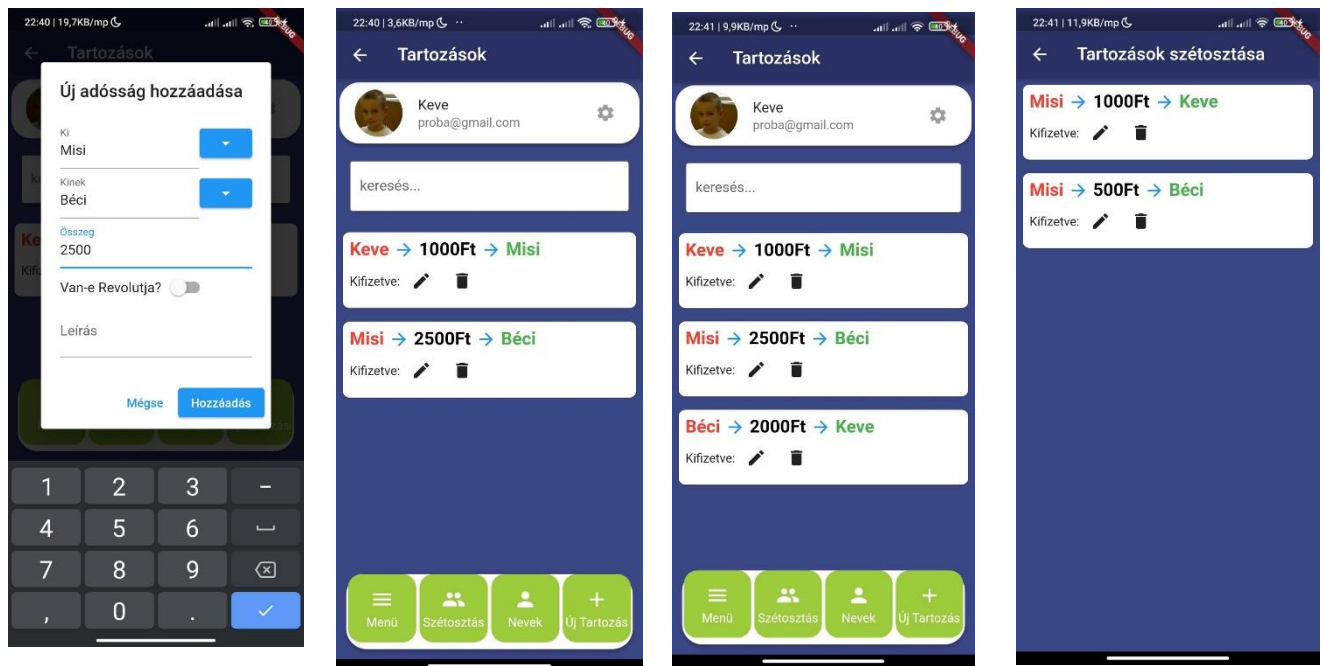 22:40 | 19,7KB/mp
Tartozások
Új adósság hozzáadása
Ki
Misi
Kinek
Béci
Összeg
2500
Van-e Revolutja?
Leírás
Mégse
Hozzáadás
1 2 3 -
4 5 6
7 8 9
, 0 .
22:40 | 3,6KB/mp ··
Tartozások
Keve
proba@gmail.com
keresés...
Keve → 1000Ft → Misi
Kifizetve:
Misi → 2500Ft → Béci
Kifizetve:
Menü Szétosztás Nevek Új Tartozás
22:41 | 9,9KB/mp ··
Tartozások
Keve
proba@gmail.com
keresés...
Keve → 1000Ft → Misi
Kifizetve:
Misi → 2500Ft → Béci
Kifizetve:
Béci → 2000Ft → Keve
Kifizetve:
Menü Szétosztás Nevek Új Tartozás
22:41 | 11,9KB/mp
Tartozások szétosztása
Misi → 1000Ft → Keve
Kifizetve:
Misi → 500Ft → Béci
Kifizetve: